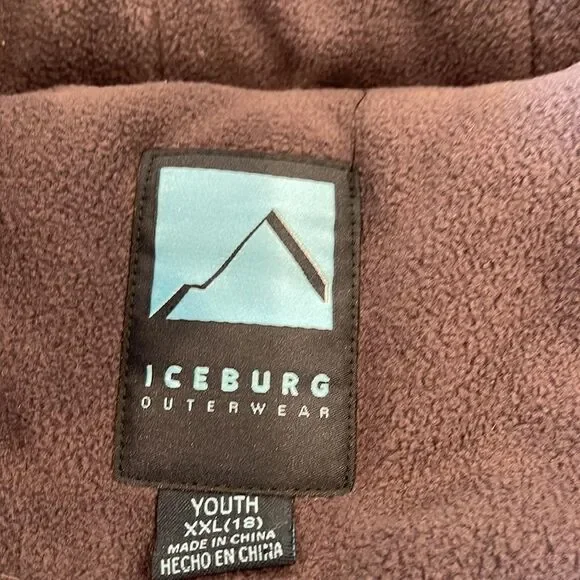 ICEBURG
OUTERWEAR
YOUTH
XXL(18)
MADE IN CHINA
HECHO EN CHINA